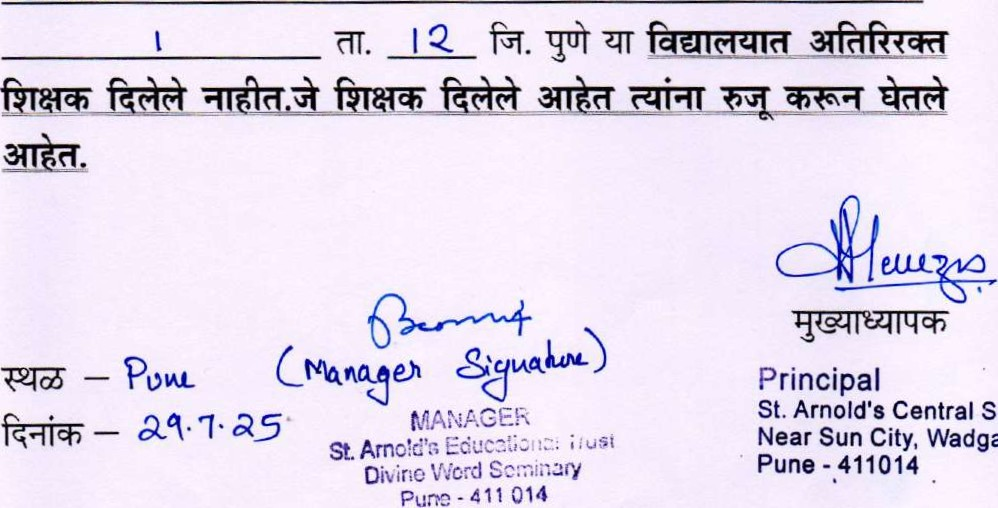 1 ता. 12 जि. पुणे या विद्यालयात अतिरिरक्त
शिक्षक दिलेले नाहीत.जे शिक्षक दिलेले आहेत त्यांना रुजू करून घेतले
आहेत.
मुख्याध्यापक
स्थळ – Pune (Manager Signature)
दिनांक – 29.7.25
MANAGER
St. Arnold's Educational Trust
Divine Word Seminary
Pune - 411 014
Principal
St. Arnold's Central S
Near Sun City, Wadga
Pune - 411014